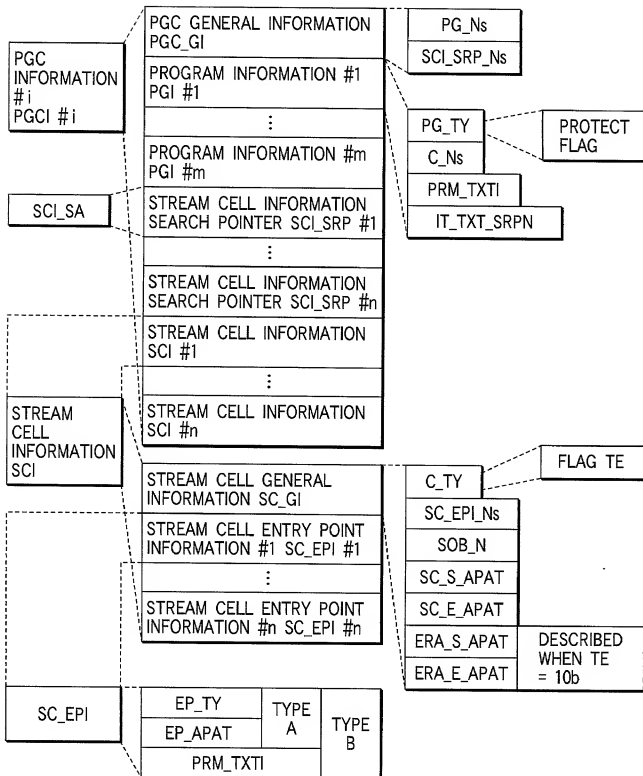 PGC
INFORMATION
#i
PGCI #i
PGC GENERAL INFORMATION
PGC_GI
PROGRAM INFORMATION #1
PGI #1
⋮
PROGRAM INFORMATION #m
PGI #m
STREAM CELL INFORMATION
SEARCH POINTER SCI_SRP #1
⋮
STREAM CELL INFORMATION
SEARCH POINTER SCI_SRP #n
STREAM CELL INFORMATION
SCI #1
⋮
STREAM CELL INFORMATION
SCI #n
PG_Ns
SCI_SRP_Ns
PG_TY
C_Ns
PRM_TXTI
IT_TXT_SRPN
PROTECT
FLAG
SCI_SA
STREAM
CELL
INFORMATION
SCI
STREAM CELL GENERAL
INFORMATION SC_GI
STREAM CELL ENTRY POINT
INFORMATION #1 SC_EPI #1
⋮
STREAM CELL ENTRY POINT
INFORMATION #n SC_EPI #n
C_TY
SC_EPI_Ns
SOB_N
SC_S_APAT
SC_E_APAT
ERA_S_APAT
ERA_E_APAT
FLAG TE
DESCRIBED
WHEN TE
= 10b
SC_EPI
EP_TY
EP_APAT
PRM_TXTI
TYPE
A
TYPE
B